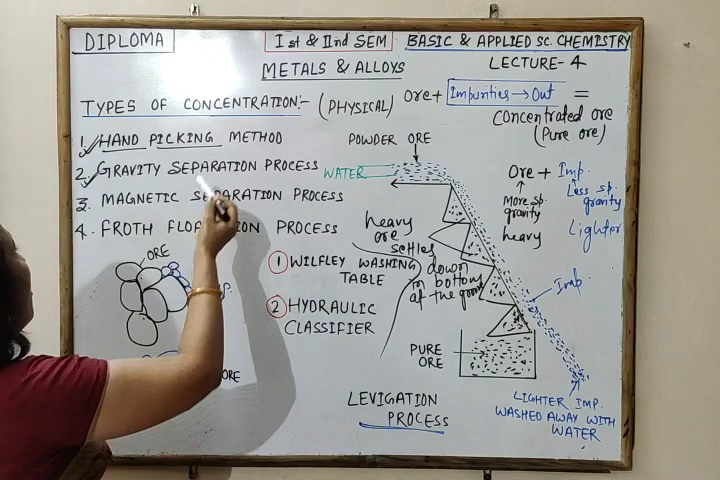 DIPLOMA
Ist & IInd SEM
BASIC & APPLIED SC. CHEMISTRY
METALS & ALLOYS
LECTURE-4
TYPES OF CONCENTRATION:- (PHYSICAL)
Ore + Impurities → Out =
Concentrated ore
(Pure ore)
1. HAND PICKING METHOD
2. GRAVITY SEPARATION PROCESS
3. MAGNETIC SEPARATION PROCESS
4. FROTH PROCESS
ORE
ORE
1 WILFLEY WASHING
TABLE
2 HYDRAULIC
CLASSIFIER
POWDER ORE
WATER
heavy
ore
settles
down
in bottom
of the
Ore + Imp.
More sp.
gravity
Less sp.
gravity
heavy
Lighter
Imp.
PURE
ORE
LEVIGATION
PROCESS
LIGHTER IMP.
WASHED AWAY WITH
WATER